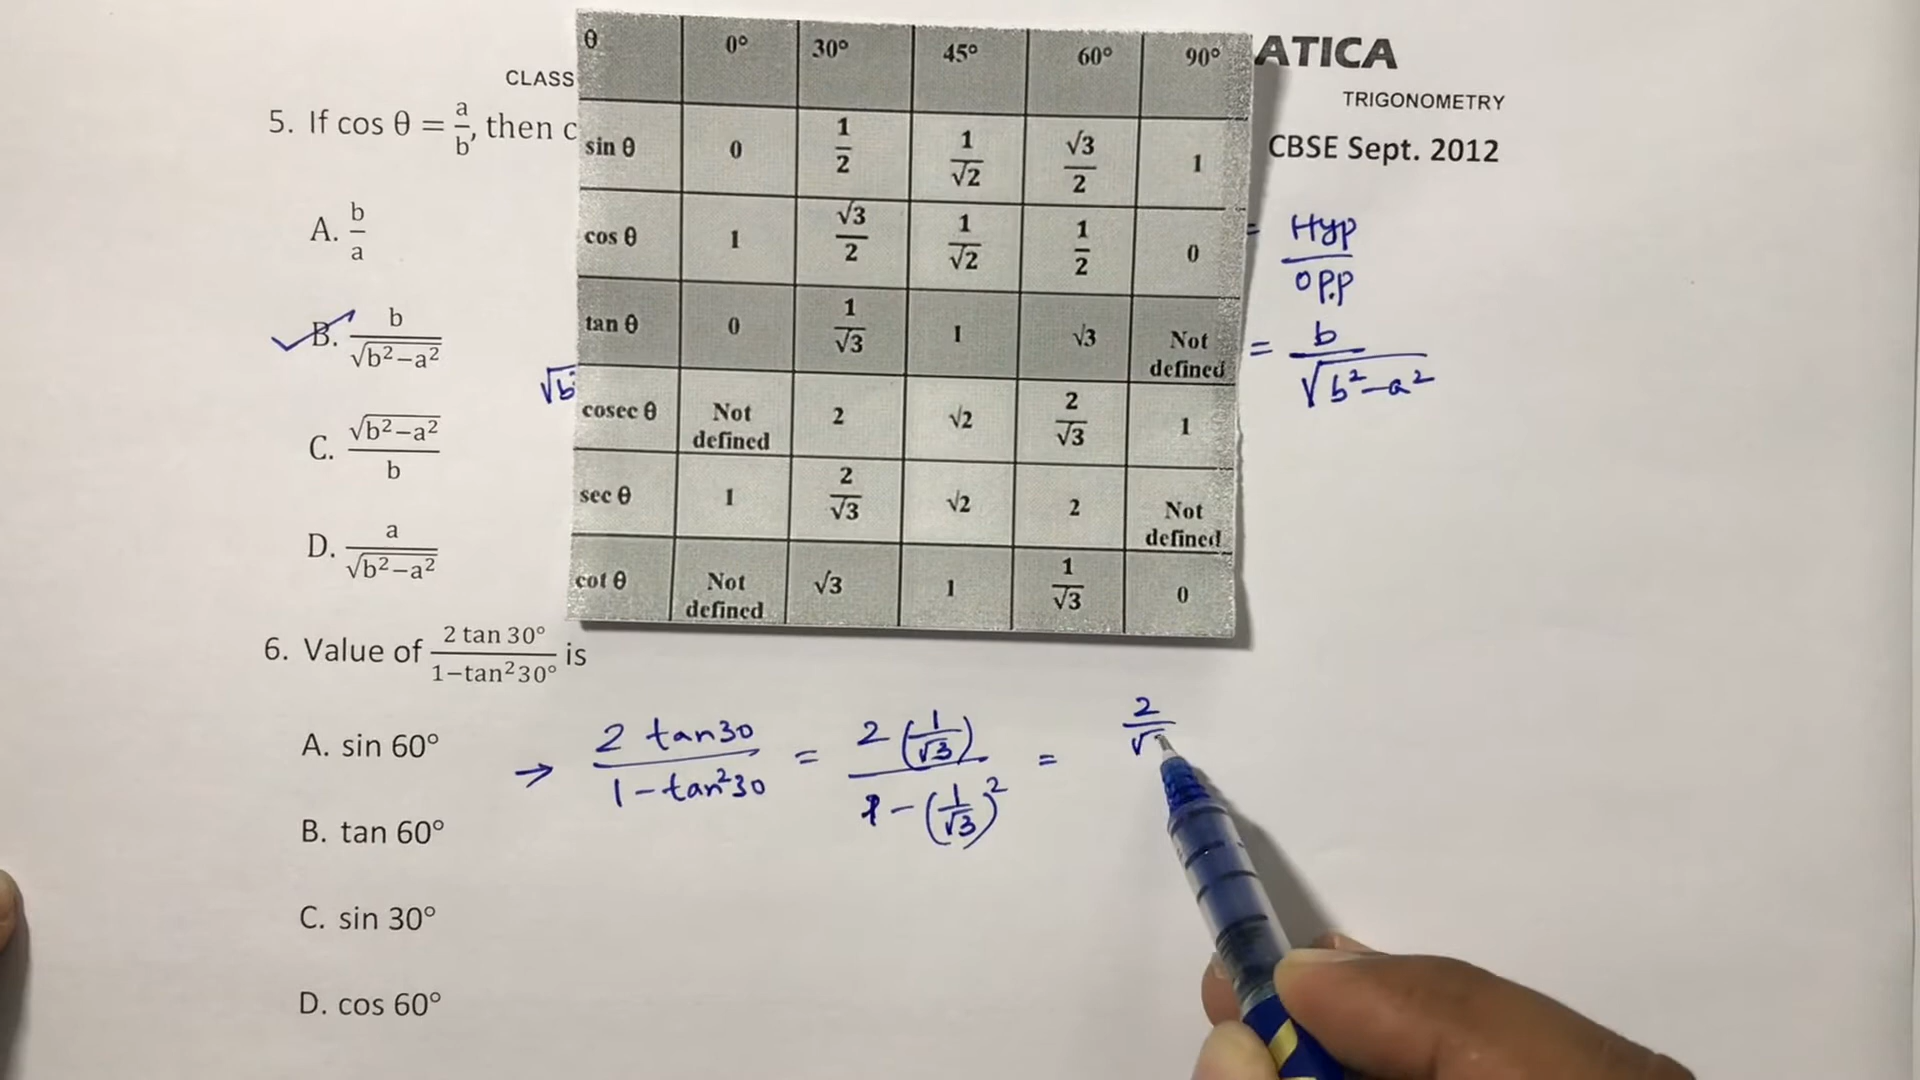 ATICA
CLASS
TRIGONOMETRY
5. If cos θ = a/b, then c
CBSE Sept. 2012
A. b/a
B. b/√b²−a²
C. √b²−a²/b
D. a/√b²−a²
θ 0° 30° 45° 60° 90°
sin θ 0 1/2 1/√2 √3/2 1
cos θ 1 √3/2 1/√2 1/2 0
tan θ 0 1/√3 1 √3 Not defined
cosec θ Not defined 2 √2 2/√3 1
sec θ 1 2/√3 √2 2 Not defined
cot θ Not defined √3 1 1/√3 0
= Hyp/opp
= b/√b²−a²
√b
6. Value of 2 tan 30°/1−tan²30° is
A. sin 60°
B. tan 60°
C. sin 30°
D. cos 60°
→ 2 tan30/1−tan²30 = 2(1/√3)/1−(1/√3)² = 2/√